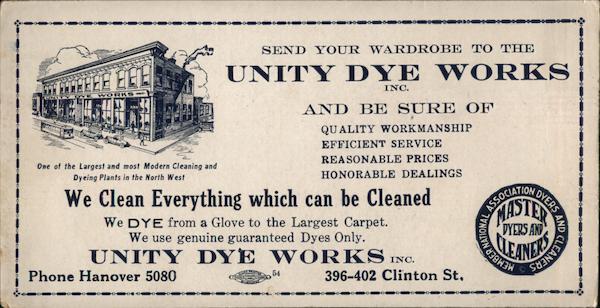 SEND YOUR WARDROBE TO THE
UNITY DYE WORKS
INC.
AND BE SURE OF
QUALITY WORKMANSHIP
EFFICIENT SERVICE
REASONABLE PRICES
HONORABLE DEALINGS
One of the Largest and most Modern Cleaning and
Dyeing Plants in the North West
We Clean Everything which can be Cleaned
We DYE from a Glove to the Largest Carpet.
We use genuine guaranteed Dyes Only.
UNITY DYE WORKS INC.
Phone Hanover 5080
54
396-402 Clinton St.
MEMBER NATIONAL ASSOCIATION DYERS AND CLEANERS
MASTER
DYERS AND
CLEANERS